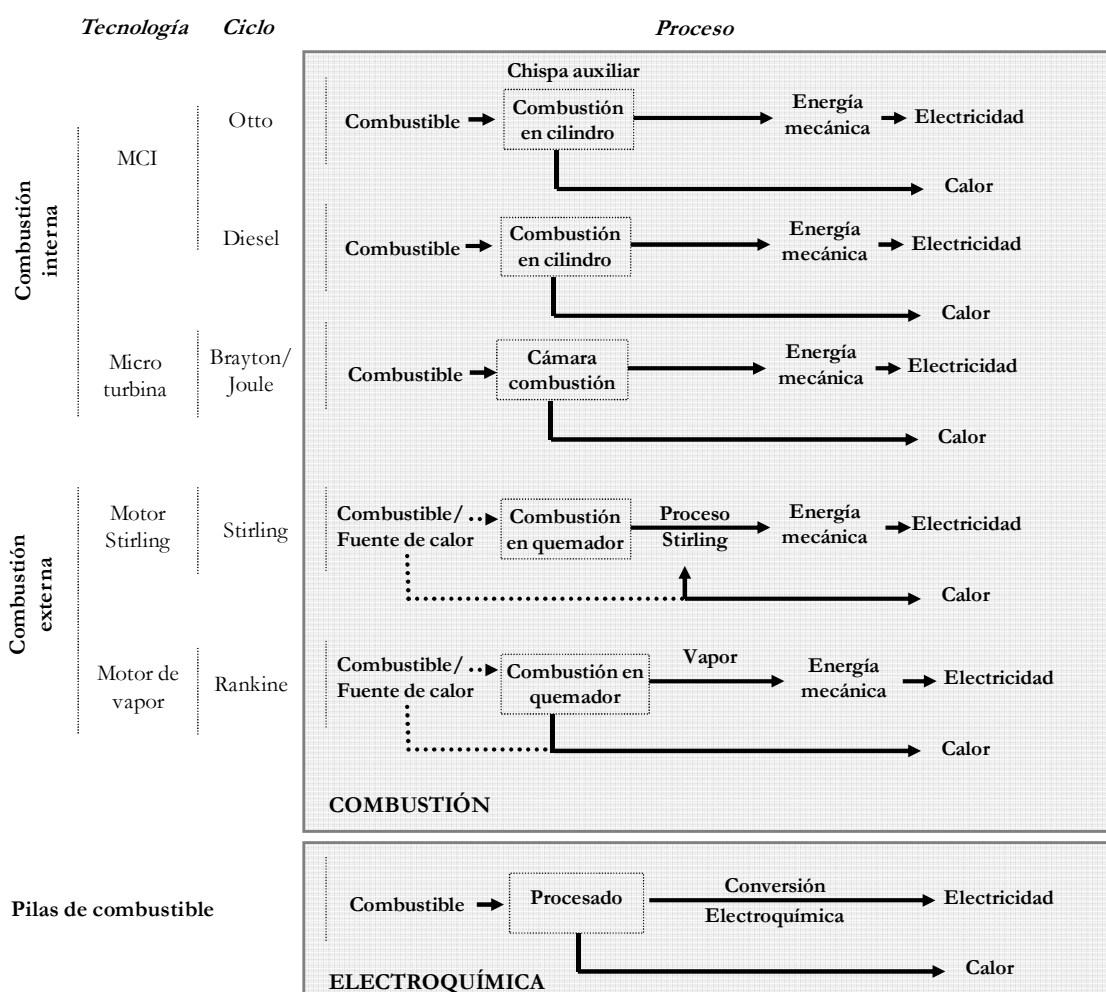 Tecnología Ciclo Proceso
Combustión
interna
MCI
Otto
Chispa auxiliar
Combustible
Combustión
en cilindro
Energía
mecánica
Electricidad
Calor
Diesel
Combustible
Combustión
en cilindro
Energía
mecánica
Electricidad
Calor
Micro
turbina
Brayton/
Joule
Combustible
Cámara
combustión
Energía
mecánica
Electricidad
Calor
Combustión
externa
Motor
Stirling
Stirling
Combustible/
Fuente de calor
Combustión
en quemador
Proceso
Stirling
Energía
mecánica
Electricidad
Calor
Motor de
vapor
Rankine
Combustible/
Fuente de calor
Combustión en
quemador
Vapor
Energía
mecánica
Electricidad
Calor
COMBUSTIÓN
Pilas de combustible
Combustible
Procesado
Conversión
Electroquímica
Electricidad
Calor
ELECTROQUÍMICA